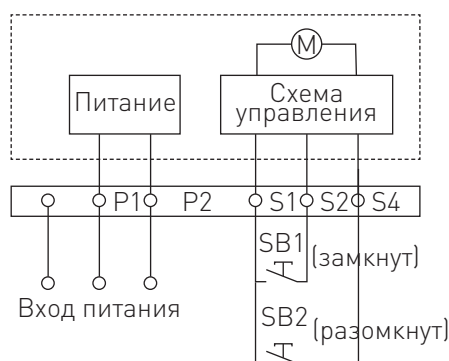 M
Питание
Схема
управления
P1 P2 S1 S2 S4
SB1
(замкнут)
Вход питания
SB2
(разомкнут)